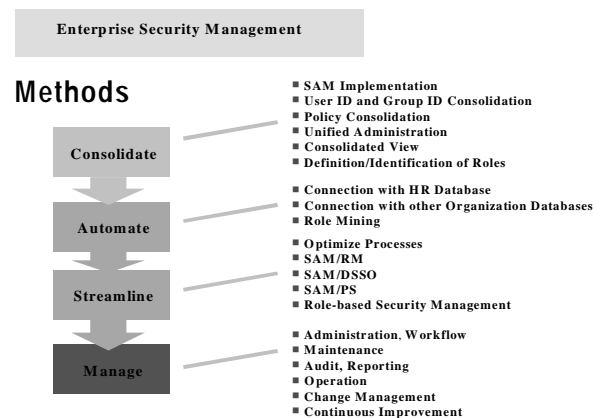 Enterprise Security Management
Methods
Consolidate
■ SAM Implementation
■ User ID and Group ID Consolidation
■ Policy Consolidation
■ Unified Administration
■ Consolidated View
■ Definition/Identification of Roles
Automate
■ Connection with HR Database
■ Connection with other Organization Databases
■ Role Mining
Streamline
■ Optimize Processes
■ SAM/RM
■ SAM/DSSO
■ SAM/PS
■ Role-based Security Management
Manage
■ Administration, Workflow
■ Maintenance
■ Audit, Reporting
■ Operation
■ Change Management
■ Continuous Improvement